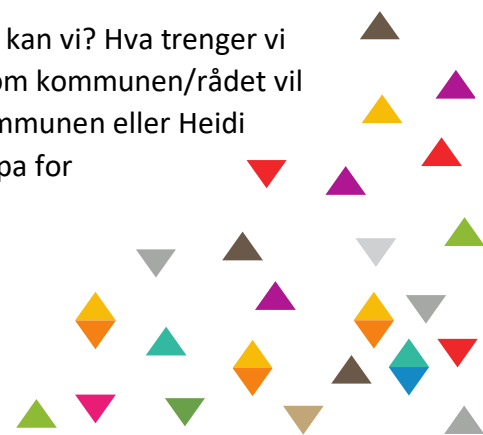 kan vi? Hva trenger vi
om kommunen/rådet vil
mmunen eller Heidi
pa for